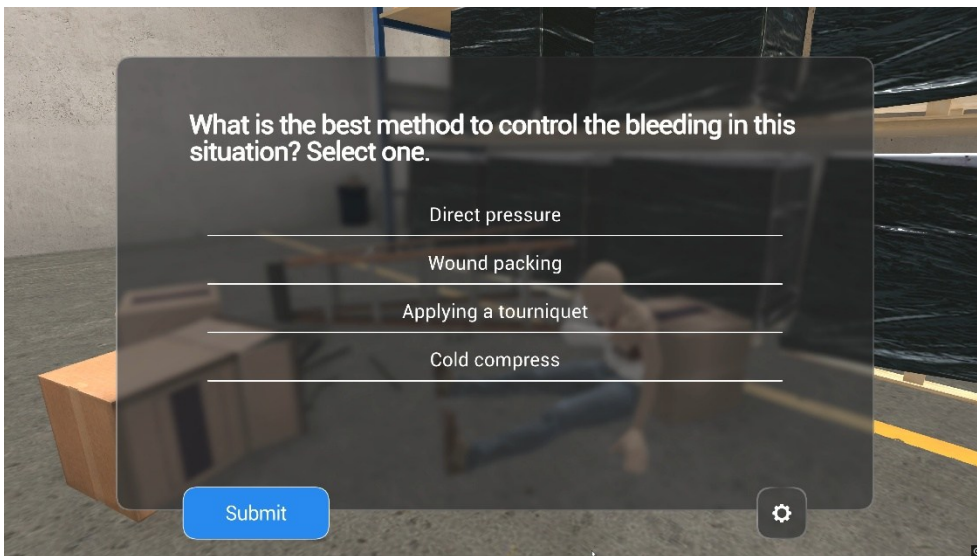 What is the best method to control the bleeding in this
situation? Select one.
Direct pressure
Wound packing
Applying a tourniquet
Cold compress
Submit